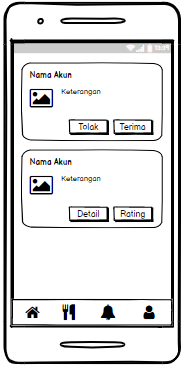 Nama Akun
Keterangan
Tolak Terima
Nama Akun
Keterangan
Detail Rating